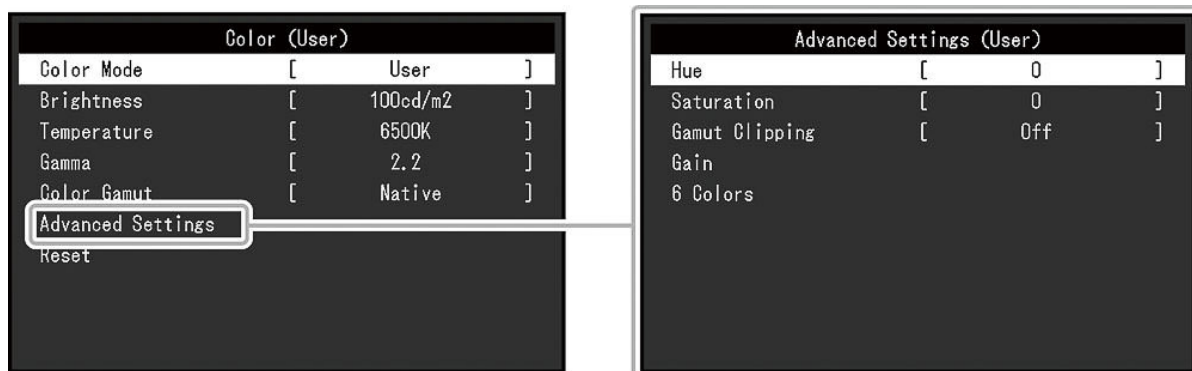 Color (User)
Color Mode [ User ]
Brightness [ 100cd/m2 ]
Temperature [ 6500K ]
Gamma [ 2.2 ]
Color Gamut [ Native ]
Advanced Settings
Reset
Advanced Settings (User)
Hue [ 0 ]
Saturation [ 0 ]
Gamut Clipping [ Off ]
Gain
6 Colors